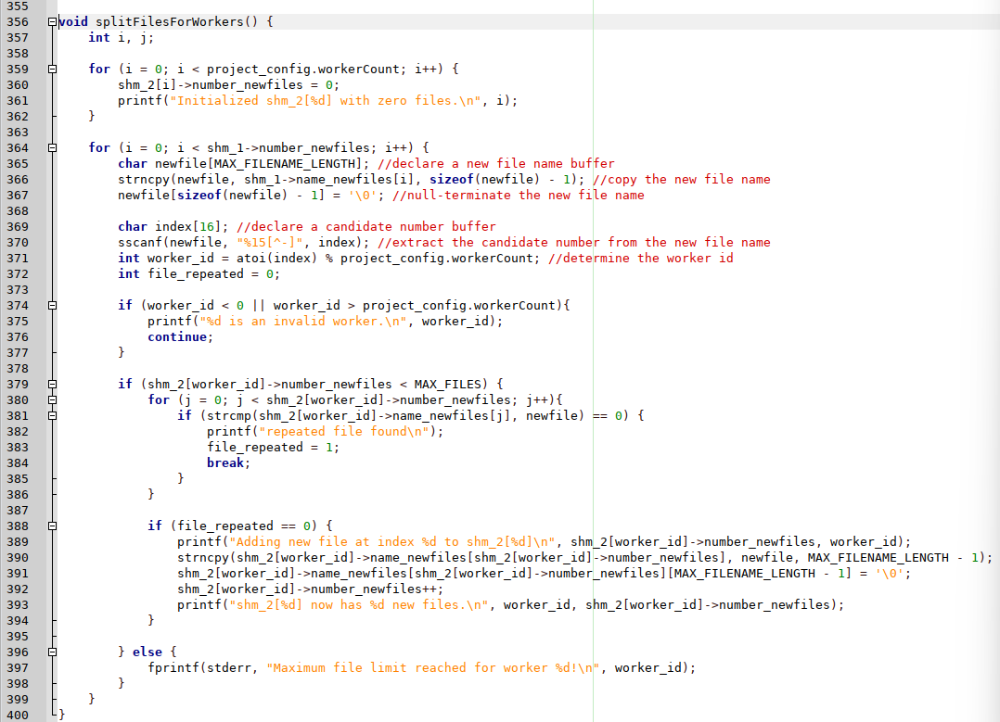 355
356 void splitFilesForWorkers() {
357     int i, j;
358
359     for (i = 0; i < project_config.workerCount; i++) {
360         shm_2[i]->number_newfiles = 0;
361         printf("Initialized shm_2[%d] with zero files.\n", i);
362     }
363
364     for (i = 0; i < shm_1->number_newfiles; i++) {
365         char newfile[MAX_FILENAME_LENGTH]; //declare a new file name buffer
366         strncpy(newfile, shm_1->name_newfiles[i], sizeof(newfile) - 1); //copy the new file name
367         newfile[sizeof(newfile) - 1] = '\0'; //null-terminate the new file name
368
369         char index[16]; //declare a candidate number buffer
370         sscanf(newfile, "%15[^-]", index); //extract the candidate number from the new file name
371         int worker_id = atoi(index) % project_config.workerCount; //determine the worker id
372         int file_repeated = 0;
373
374         if (worker_id < 0 || worker_id > project_config.workerCount){
375             printf("%d is an invalid worker.\n", worker_id);
376             continue;
377         }
378
379         if (shm_2[worker_id]->number_newfiles < MAX_FILES) {
380             for (j = 0; j < shm_2[worker_id]->number_newfiles; j++){
381                 if (strcmp(shm_2[worker_id]->name_newfiles[j], newfile) == 0) {
382                     printf("repeated file found\n");
383                     file_repeated = 1;
384                     break;
385                 }
386             }
387
388             if (file_repeated == 0) {
389                 printf("Adding new file at index %d to shm_2[%d]\n", shm_2[worker_id]->number_newfiles, worker_id);
390                 strncpy(shm_2[worker_id]->name_newfiles[shm_2[worker_id]->number_newfiles], newfile, MAX_FILENAME_LENGTH - 1);
391                 shm_2[worker_id]->name_newfiles[shm_2[worker_id]->number_newfiles][MAX_FILENAME_LENGTH - 1] = '\0';
392                 shm_2[worker_id]->number_newfiles++;
393                 printf("shm_2[%d] now has %d new files.\n", worker_id, shm_2[worker_id]->number_newfiles);
394             }
395
396         } else {
397             fprintf(stderr, "Maximum file limit reached for worker %d!\n", worker_id);
398         }
399     }
400 }